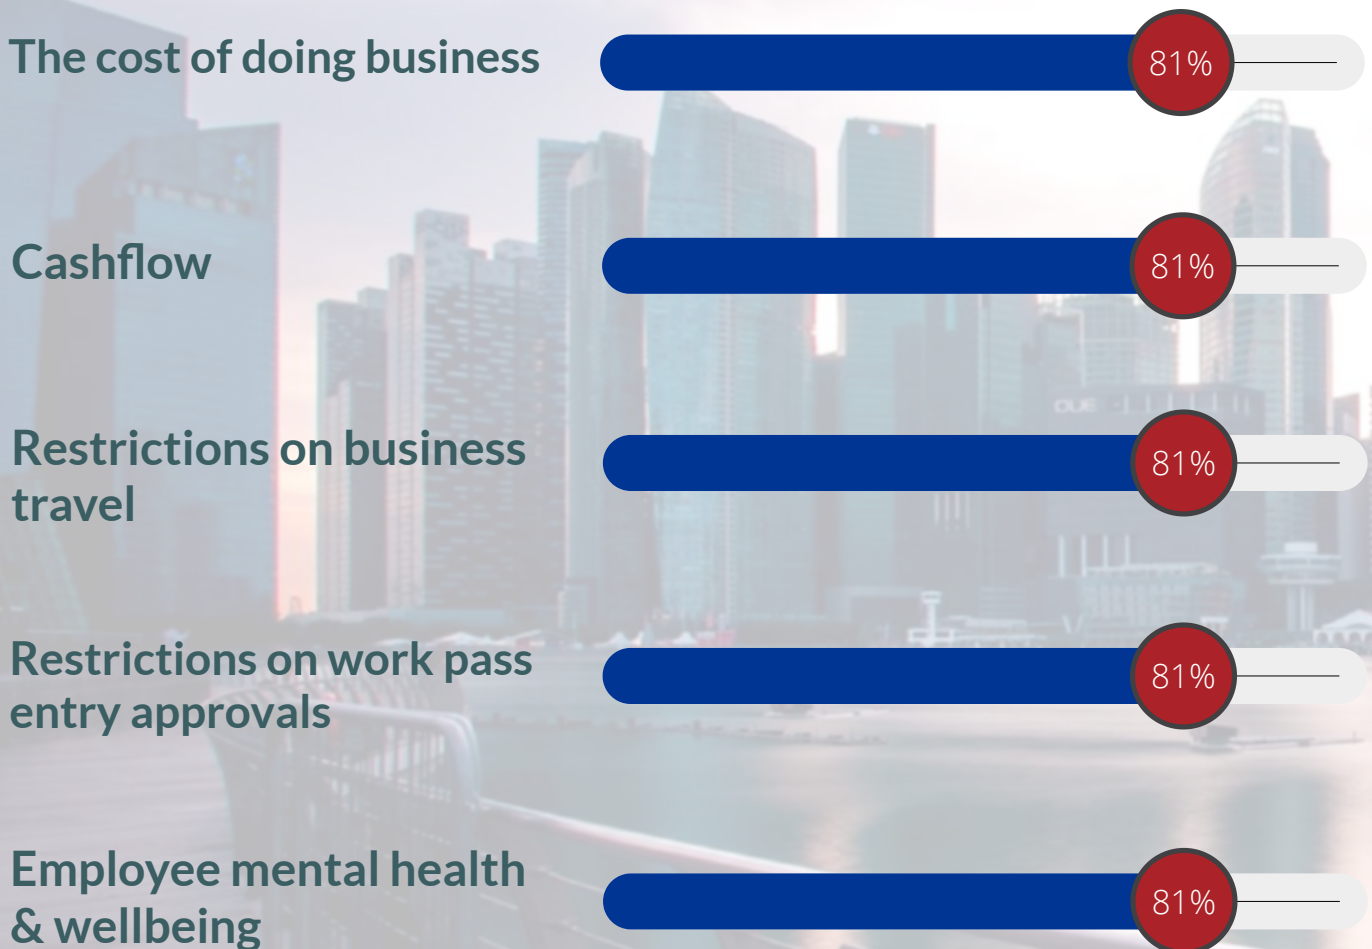 The cost of doing business
81%
Cashflow
81%
Restrictions on business
travel
81%
Restrictions on work pass
entry approvals
81%
Employee mental health
& wellbeing
81%
OUE